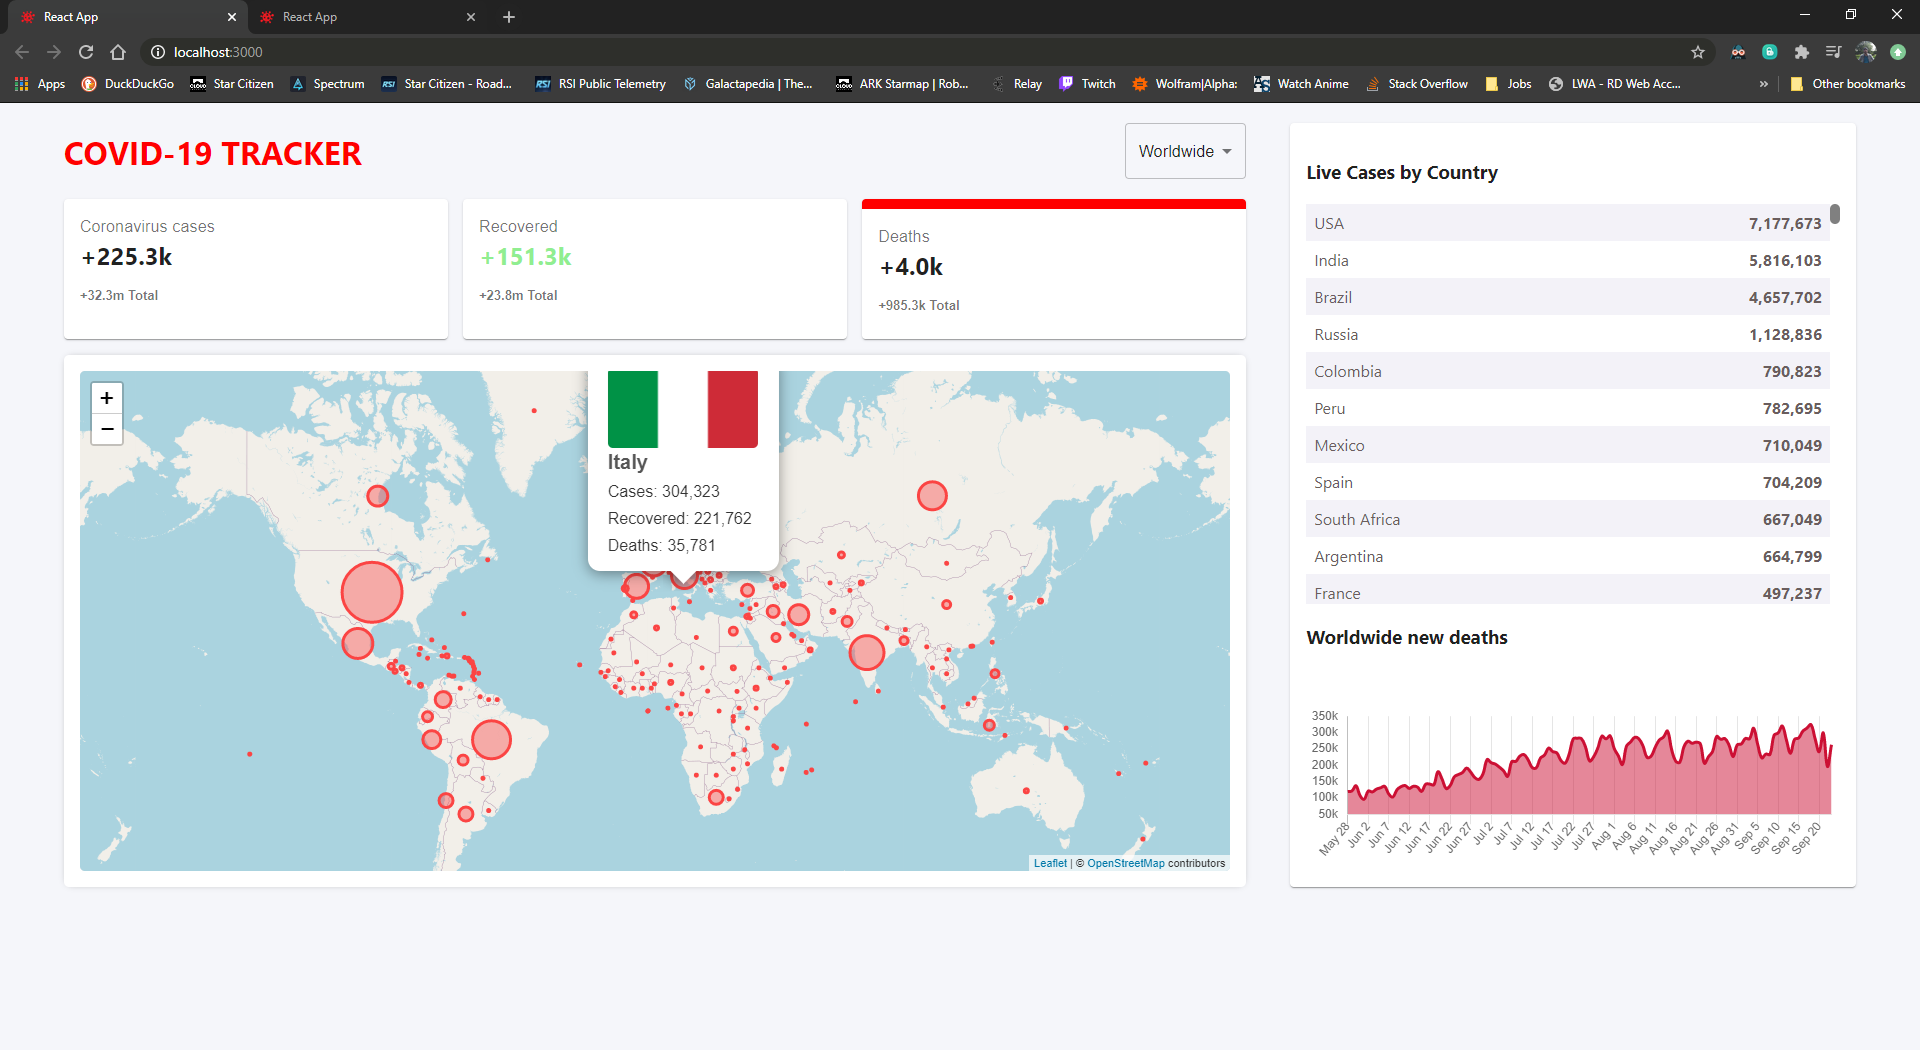 React App
React App
localhost:3000
Apps
DuckDuckGo
Star Citizen
Spectrum
Star Citizen - Road...
RSI Public Telemetry
Galactapedia | The...
ARK Starmap | Rob...
Relay
Twitch
Wolfram|Alpha:
Watch Anime
Stack Overflow
Jobs
LWA - RD Web Acc...
»
Other bookmarks
COVID-19 TRACKER
Worldwide
Coronavirus cases
+225.3k
+32.3m Total
Recovered
+151.3k
+23.8m Total
Deaths
+4.0k
+985.3k Total
+
−
Italy
Cases: 304,323
Recovered: 221,762
Deaths: 35,781
Leaflet | © OpenStreetMap contributors
Live Cases by Country
USA 7,177,673
India 5,816,103
Brazil 4,657,702
Russia 1,128,836
Colombia 790,823
Peru 782,695
Mexico 710,049
Spain 704,209
South Africa 667,049
Argentina 664,799
France 497,237
Worldwide new deaths
350k
300k
250k
200k
150k
100k
50k
May 28
Jun 2
Jun 7
Jun 12
Jun 17
Jun 22
Jun 27
Jul 2
Jul 7
Jul 12
Jul 17
Jul 22
Jul 27
Aug 1
Aug 6
Aug 11
Aug 16
Aug 21
Aug 26
Aug 31
Sep 5
Sep 10
Sep 15
Sep 20